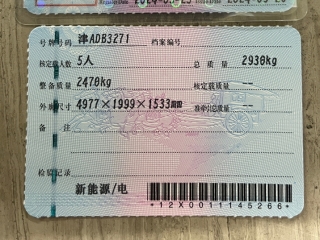 号牌号码 津ADB3271 档案编号
核定载人数 5人 总质量 2930kg
整备质量 2470kg 核定载质量 --
外廓尺寸 4977×1999×1533mm 准牵引总质量 --
备注
检验记录
新能源/电
*12X0011145266*